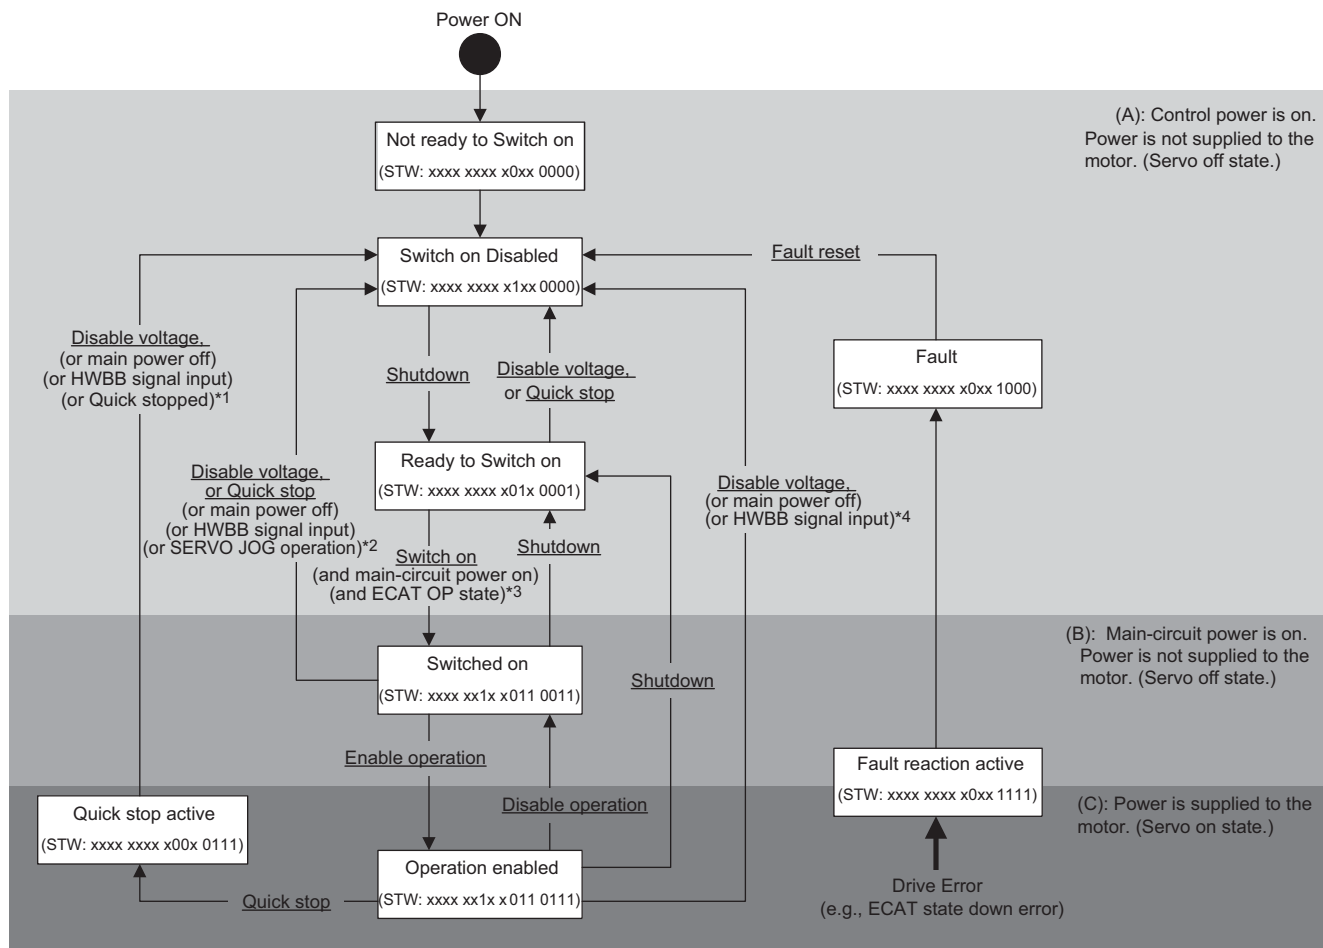 Power ON
(A): Control power is on.
Power is not supplied to the
motor. (Servo off state.)
Not ready to Switch on
(STW: xxxx xxxx x0xx 0000)
Switch on Disabled
(STW: xxxx xxxx x1xx 0000)
Fault reset
Disable voltage,
(or main power off)
(or HWBB signal input)
(or Quick stopped)*1
Shutdown
Disable voltage,
or Quick stop
Fault
(STW: xxxx xxxx x0xx 1000)
Ready to Switch on
(STW: xxxx xxxx x01x 0001)
Disable voltage,
or Quick stop
(or main power off)
(or HWBB signal input)
(or SERVO JOG operation)*2
Disable voltage,
(or main power off)
(or HWBB signal input)*4
Switch on
(and main-circuit power on)
(and ECAT OP state)*3
Shutdown
(B): Main-circuit power is on.
Power is not supplied to the
motor. (Servo off state.)
Switched on
(STW: xxxx xx1x x011 0011)
Shutdown
Enable operation
Disable operation
Fault reaction active
(STW: xxxx xxxx x0xx 1111)
(C): Power is supplied to the
motor. (Servo on state.)
Quick stop active
(STW: xxxx xxxx x00x 0111)
Operation enabled
(STW: xxxx xx1x x011 0111)
Quick stop
Drive Error
(e.g., ECAT state down error)